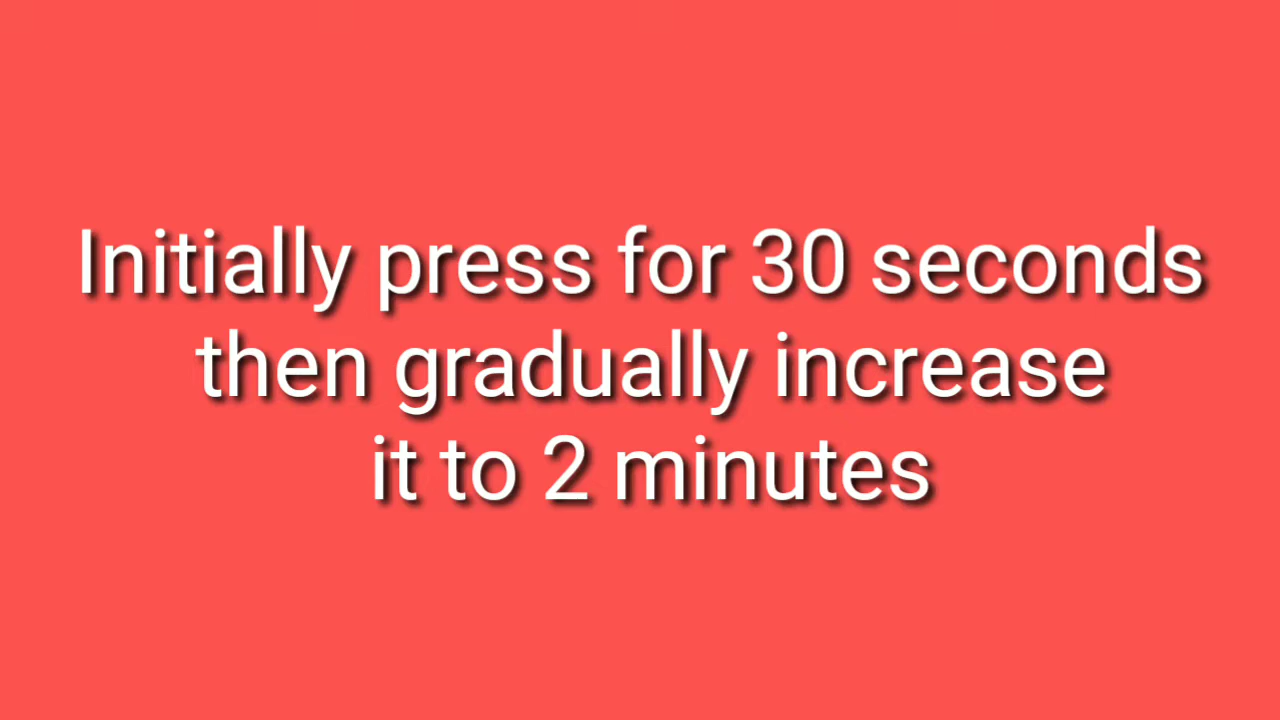 Initially press for 30 seconds
then gradually increase
it to 2 minutes